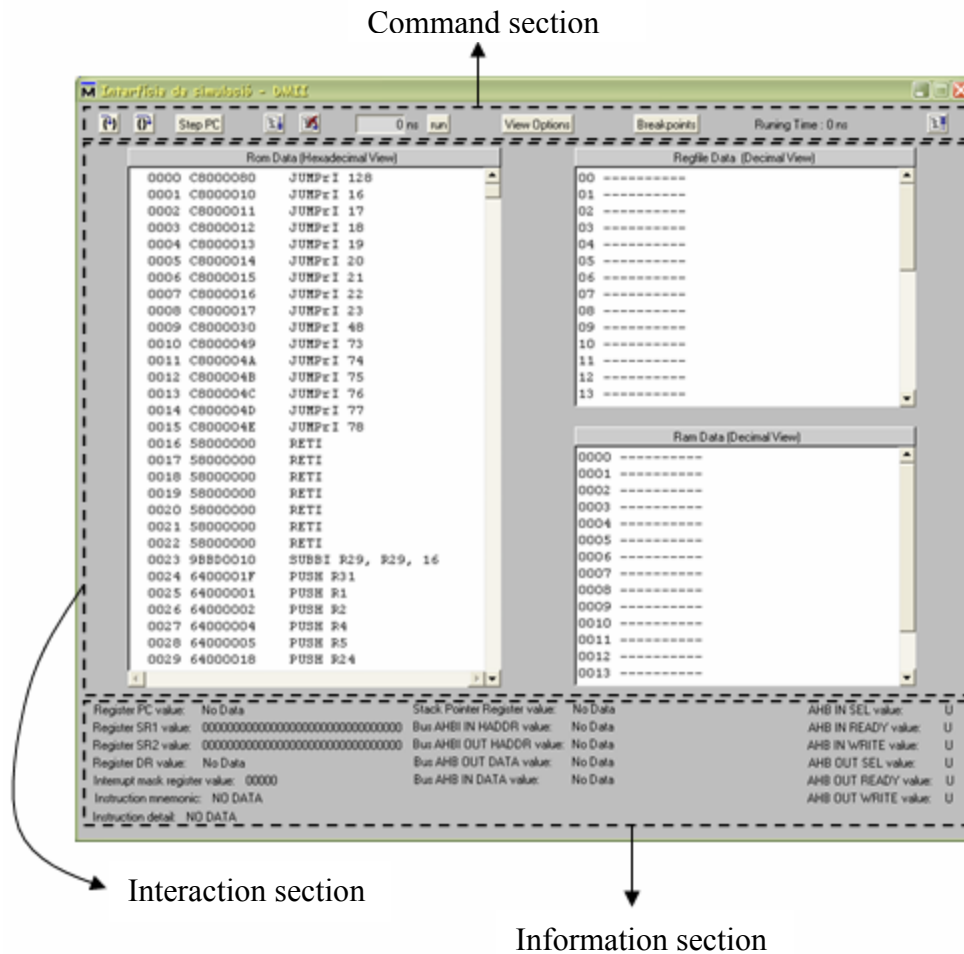 Command section
Interfície de simulació - DMII
Step PC
0 ns
run
View Options
Breakpoints
Runing Time : 0 ns
Rom Data (Hexadecimal View)
0000 C8000080 JUMPrI 128
0001 C8000010 JUMPrI 16
0002 C8000011 JUMPrI 17
0003 C8000012 JUMPrI 18
0004 C8000013 JUMPrI 19
0005 C8000014 JUMPrI 20
0006 C8000015 JUMPrI 21
0007 C8000016 JUMPrI 22
0008 C8000017 JUMPrI 23
0009 C8000030 JUMPrI 48
0010 C8000049 JUMPrI 73
0011 C800004A JUMPrI 74
0012 C800004B JUMPrI 75
0013 C800004C JUMPrI 76
0014 C800004D JUMPrI 77
0015 C800004E JUMPrI 78
0016 58000000 RETI
0017 58000000 RETI
0018 58000000 RETI
0019 58000000 RETI
0020 58000000 RETI
0021 58000000 RETI
0022 58000000 RETI
0023 9BBD0010 SUBBI R29, R29, 16
0024 6400001F PUSH R31
0025 64000001 PUSH R1
0026 64000002 PUSH R2
0027 64000004 PUSH R4
0028 64000005 PUSH R5
0029 64000018 PUSH R24
Regfile Data (Decimal View)
00 ----------
01 ----------
02 ----------
03 ----------
04 ----------
05 ----------
06 ----------
07 ----------
08 ----------
09 ----------
10 ----------
11 ----------
12 ----------
13 ----------
Ram Data (Decimal View)
0000 ----------
0001 ----------
0002 ----------
0003 ----------
0004 ----------
0005 ----------
0006 ----------
0007 ----------
0008 ----------
0009 ----------
0010 ----------
0011 ----------
0012 ----------
0013 ----------
Register PC value: No Data
Register SR1 value: 00000000000000000000000000000000
Register SR2 value: 00000000000000000000000000000000
Register DR value: No Data
Interrupt mask register value: 00000
Instruction mnemonic: NO DATA
Instruction detail: NO DATA
Stack Pointer Register value: No Data
Bus AHBI IN HADDR value: No Data
Bus AHBI OUT HADDR value: No Data
Bus AHB OUT DATA value: No Data
Bus AHB IN DATA value: No Data
AHB IN SEL value: U
AHB IN READY value: U
AHB IN WRITE value: U
AHB OUT SEL value: U
AHB OUT READY value: U
AHB OUT WRITE value: U
Interaction section
Information section